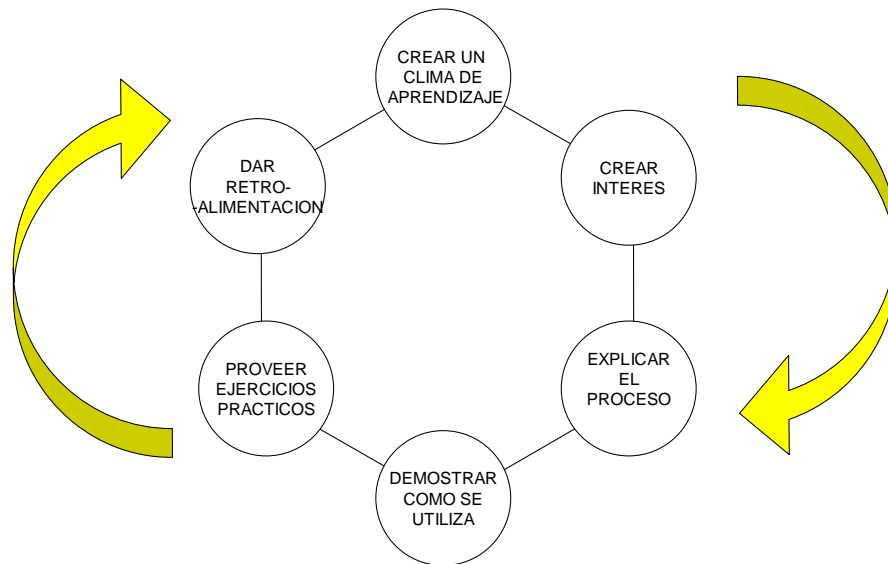 CREAR UN
CLIMA DE
APRENDIZAJE
CREAR
INTERES
EXPLICAR
EL
PROCESO
DEMOSTRAR
COMO SE
UTILIZA
PROVEER
EJERCICIOS
PRACTICOS
DAR
RETRO-
-ALIMENTACION